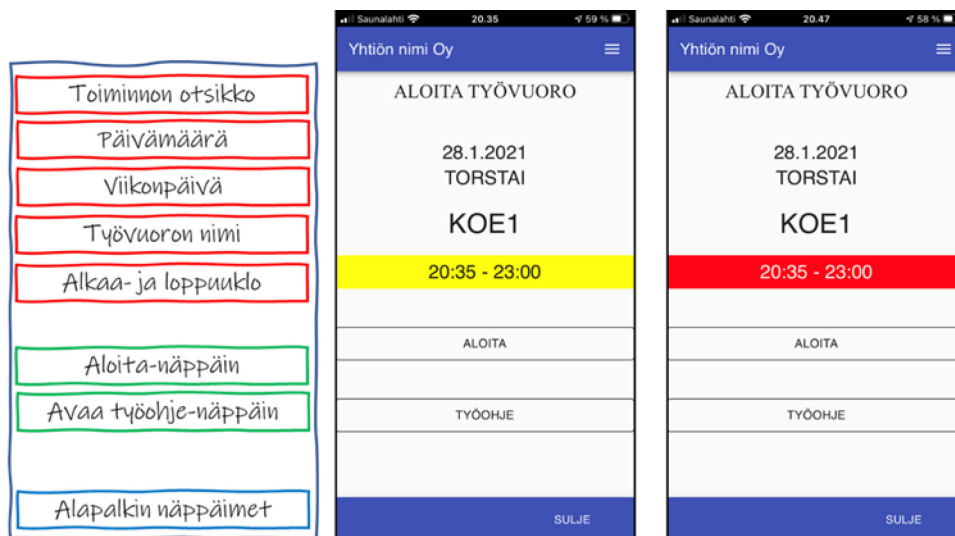 Toiminnon otsikko
Päivämäärä
Viikonpäivä
Työvuoron nimi
Alkaa- ja loppuuklo
Aloita-näppäin
Avaa työohje-näppäin
Alapalkin näppäimet
Saunalahti 20.35 59 %
Yhtiön nimi Oy
ALOITA TYÖVUORO
28.1.2021
TORSTAI
KOE1
20:35 - 23:00
ALOITA
TYÖOHJE
SULJE
Saunalahti 20.47 58 %
Yhtiön nimi Oy
ALOITA TYÖVUORO
28.1.2021
TORSTAI
KOE1
20:35 - 23:00
ALOITA
TYÖOHJE
SULJE